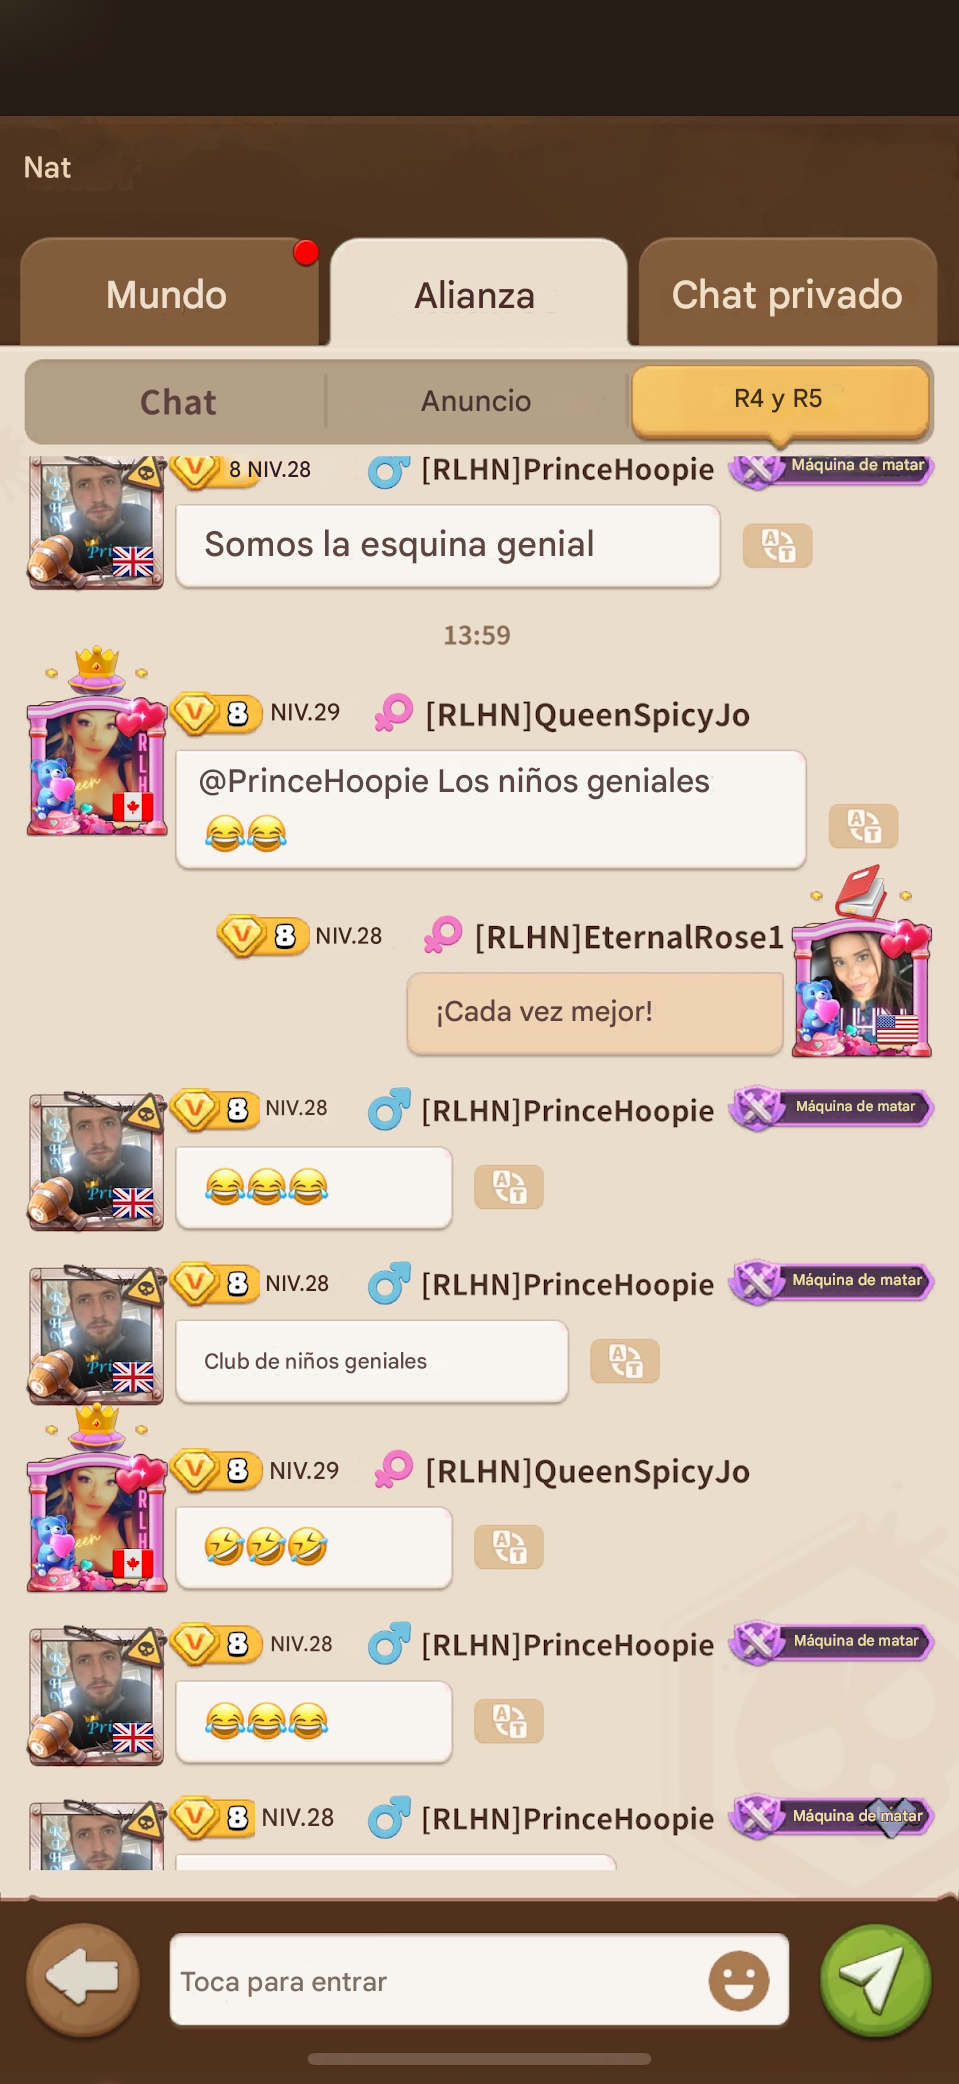 Nat
Mundo
Alianza
Chat privado
Chat
Anuncio
R4 y R5
8 NIV.28 [RLHN]PrinceHoopie Máquina de matar
Somos la esquina genial
13:59
V 8 NIV.29 [RLHN]QueenSpicyJo
@PrinceHoopie Los niños geniales
😂😂
V 8 NIV.28 [RLHN]EternalRose1
¡Cada vez mejor!
V 8 NIV.28 [RLHN]PrinceHoopie Máquina de matar
😂😂😂
V 8 NIV.28 [RLHN]PrinceHoopie Máquina de matar
Club de niños geniales
V 8 NIV.29 [RLHN]QueenSpicyJo
🤣🤣🤣
V 8 NIV.28 [RLHN]PrinceHoopie Máquina de matar
😂😂😂
V 8 NIV.28 [RLHN]PrinceHoopie Máquina de matar
Toca para entrar